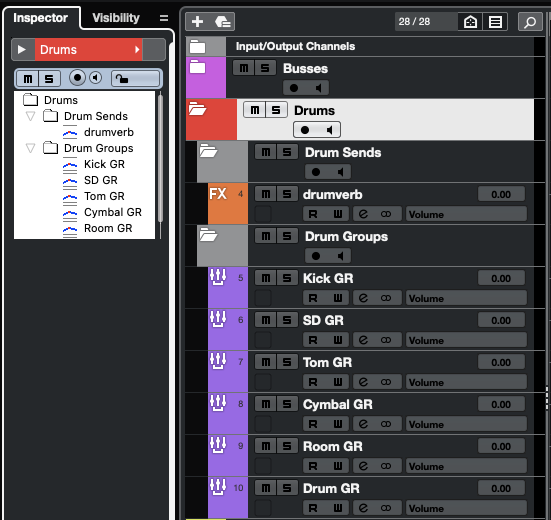 Inspector Visibility
28 / 28
Drums
M S
Drums
Drum Sends
drumverb
Drum Groups
Kick GR
SD GR
Tom GR
Cymbal GR
Room GR
Input/Output Channels
M S Busses
M S Drums
M S Drum Sends
FX 4 M S drumverb 0.00
R W e Volume
M S Drum Groups
5 M S Kick GR 0.00
R W e Volume
6 M S SD GR 0.00
R W e Volume
7 M S Tom GR 0.00
R W e Volume
8 M S Cymbal GR 0.00
R W e Volume
9 M S Room GR 0.00
R W e Volume
10 M S Drum GR 0.00
R W e Volume